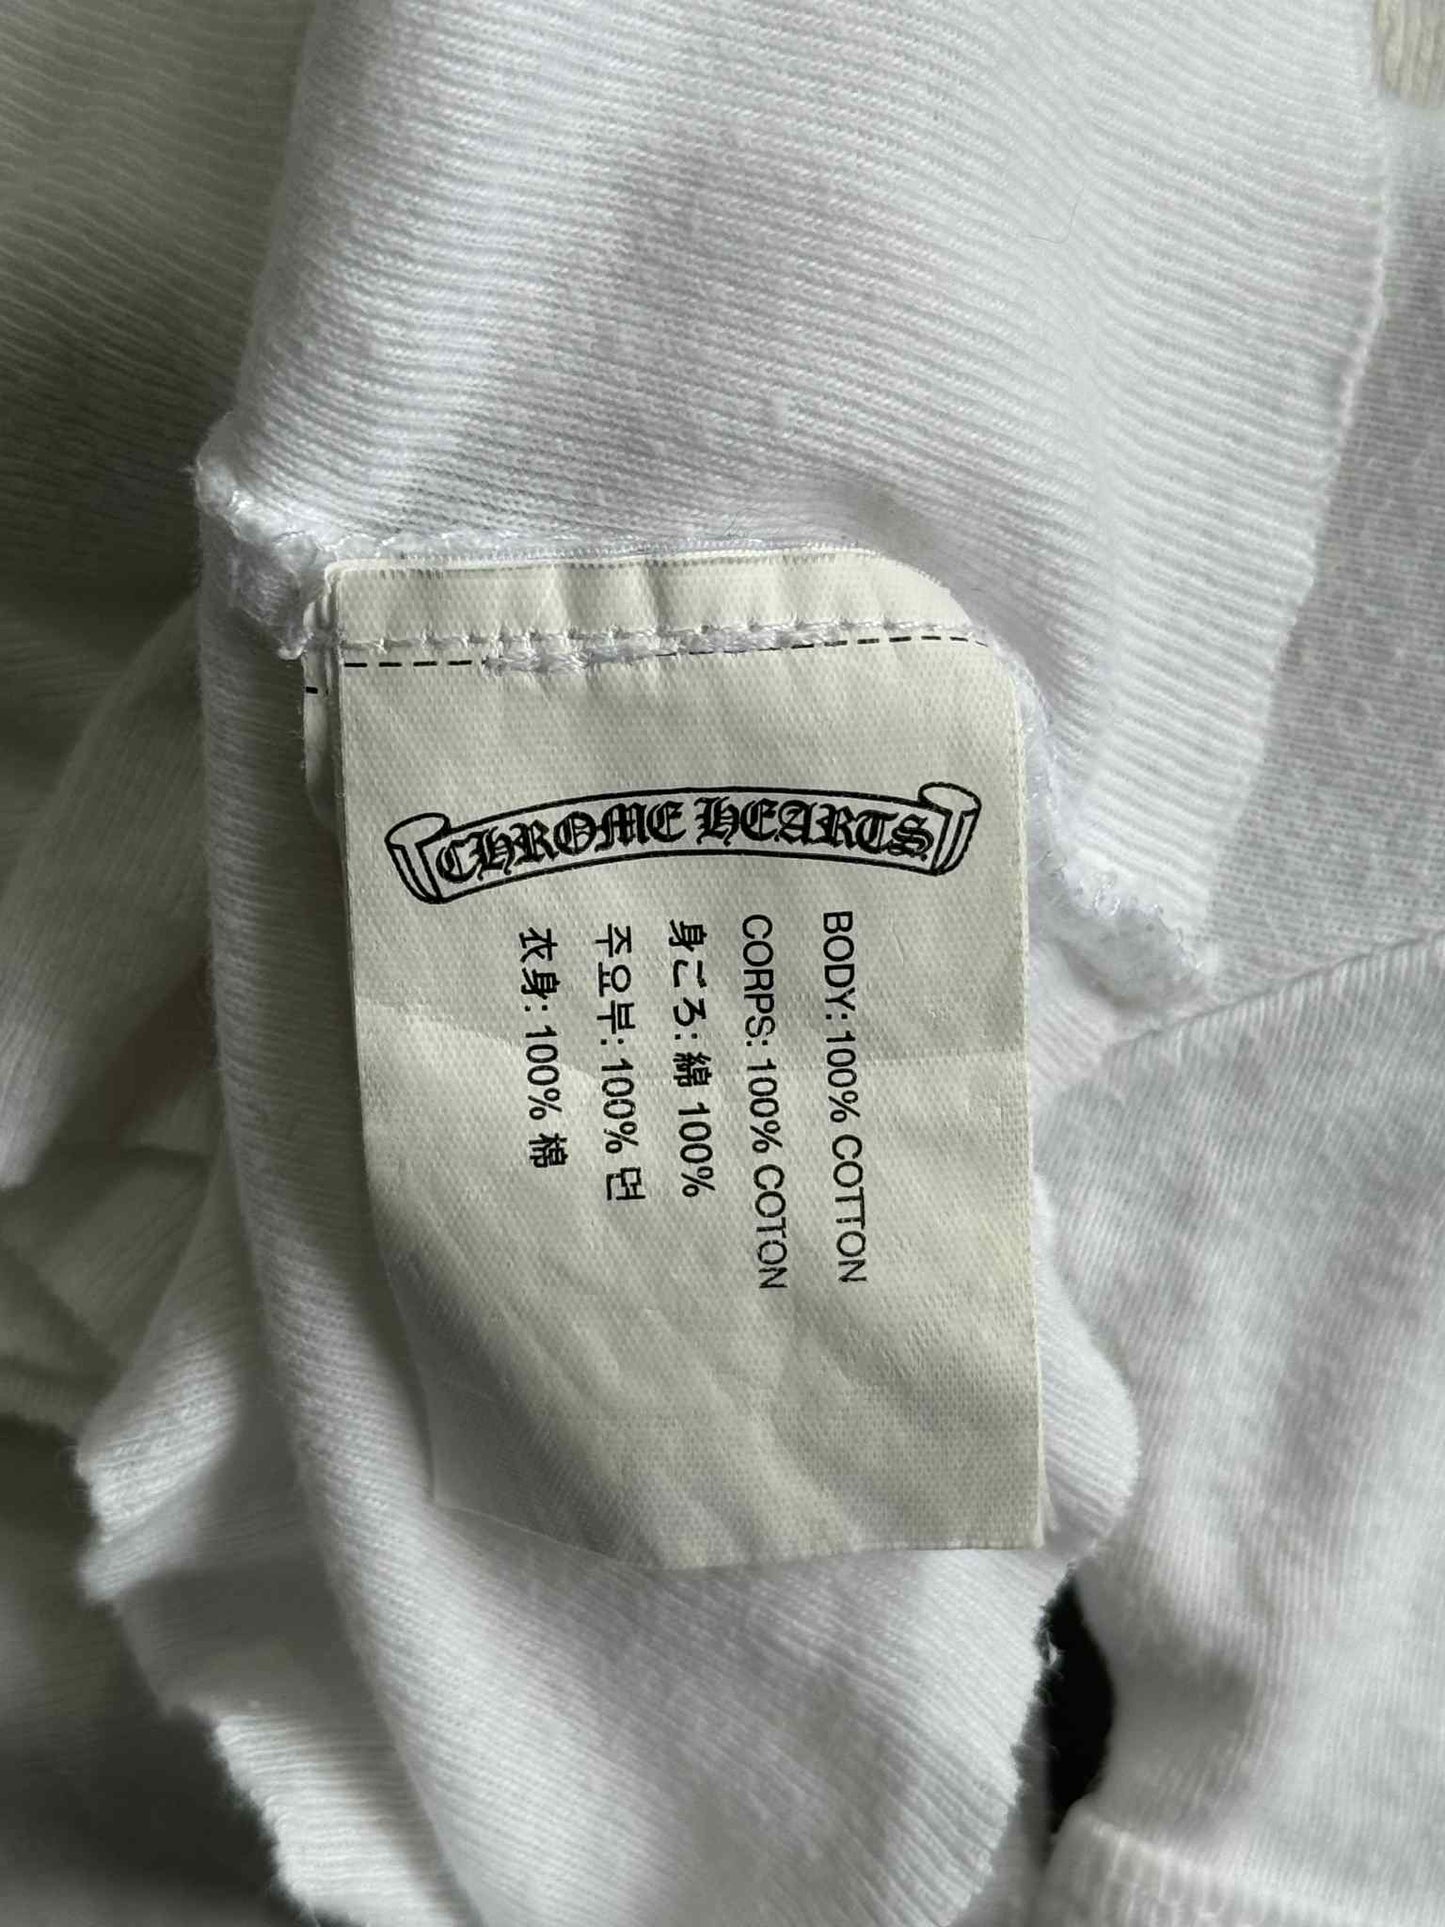 CHROME HEARTS
BODY: 100% COTTON
CORPS: 100% COTON
身ごろ: 綿 100%
주요부: 100% 면
衣身: 100% 棉